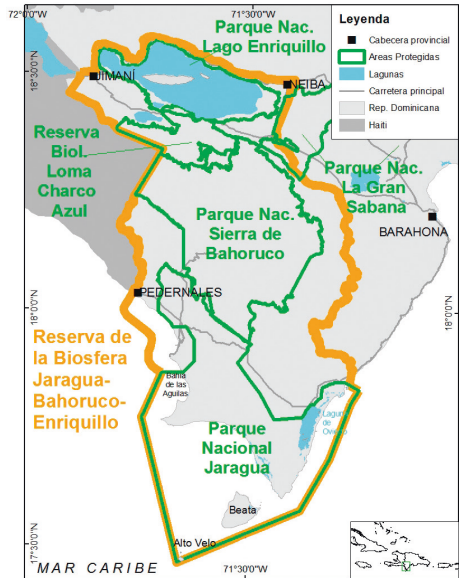 72°0'0"W
71°30'0"W
Parque Nac.
Lago Enriquillo
Leyenda
Cabecera provincial
Areas Protegidas
Lagunas
Carretera principal
Rep. Dominicana
Haiti
18°30'0"N
JIMANÍ
NEIBA
Reserva
Biol.
Loma
Charco
Azul
Parque Nac.
La Gran
Sabana
Parque Nac.
Sierra de
Bahoruco
BARAHONA
PEDERNALES
18°0'0"N
18°0'0"N
Reserva de
la Biosfera
Jaragua-
Bahoruco-
Enriquillo
Bahía
de las
Aguilas
Laguna
de
Oviedo
Parque
Nacional
Jaragua
Beata
Alto Velo
17°30'0"N
17°30'0"N
MAR CARIBE
71°30'0"W